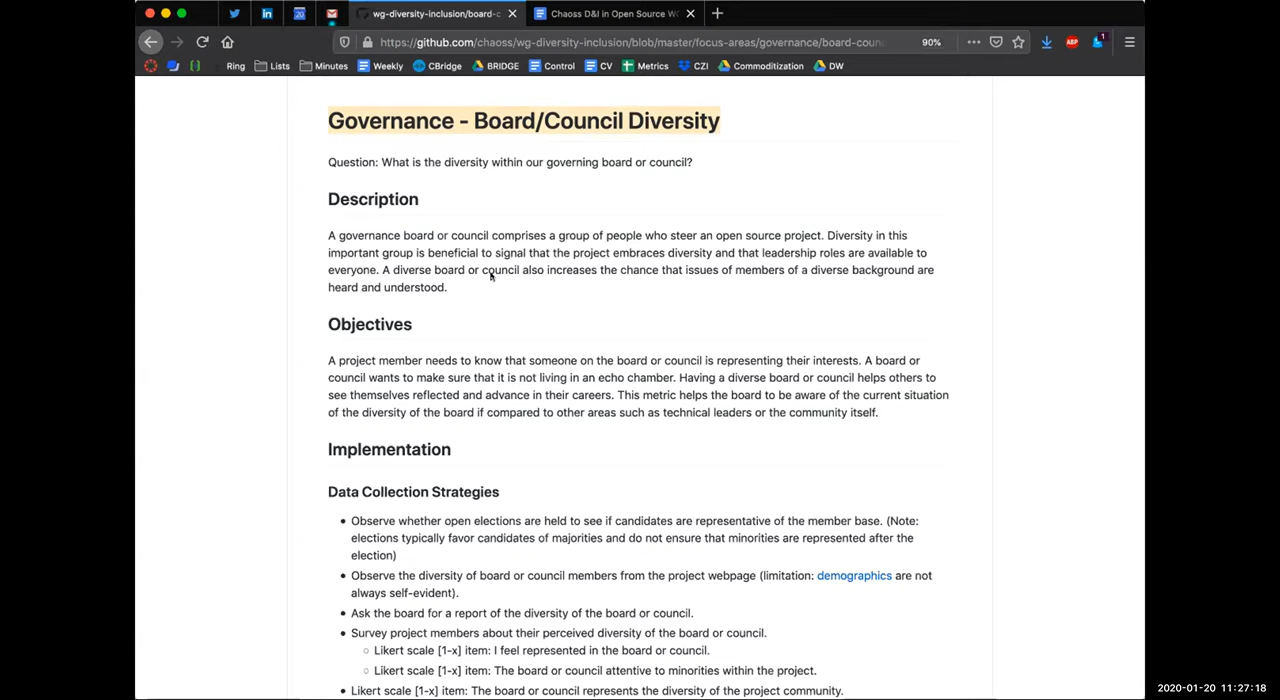 wg-diversity-inclusion/board-c
Chaoss D&I in Open Source W
20
https://github.com/chaoss/wg-diversity-inclusion/blob/master/focus-areas/governance/board-coun
90%
ABP
1
Ring Lists Minutes Weekly CBridge BRIDGE Control CV Metrics CZI Commoditization DW
Governance - Board/Council Diversity
Question: What is the diversity within our governing board or council?
Description
A governance board or council comprises a group of people who steer an open source project. Diversity in this
important group is beneficial to signal that the project embraces diversity and that leadership roles are available to
everyone. A diverse board or council also increases the chance that issues of members of a diverse background are
heard and understood.
Objectives
A project member needs to know that someone on the board or council is representing their interests. A board or
council wants to make sure that it is not living in an echo chamber. Having a diverse board or council helps others to
see themselves reflected and advance in their careers. This metric helps the board to be aware of the current situation
of the diversity of the board if compared to other areas such as technical leaders or the community itself.
Implementation
Data Collection Strategies
• Observe whether open elections are held to see if candidates are representative of the member base. (Note:
elections typically favor candidates of majorities and do not ensure that minorities are represented after the
election)
• Observe the diversity of board or council members from the project webpage (limitation: demographics are not
always self-evident).
• Ask the board for a report of the diversity of the board or council.
• Survey project members about their perceived diversity of the board or council.
○ Likert scale [1-x] item: I feel represented in the board or council.
○ Likert scale [1-x] item: The board or council attentive to minorities within the project.
• Likert scale [1-x] item: The board or council represents the diversity of the project community.
2020-01-20 11:27:18